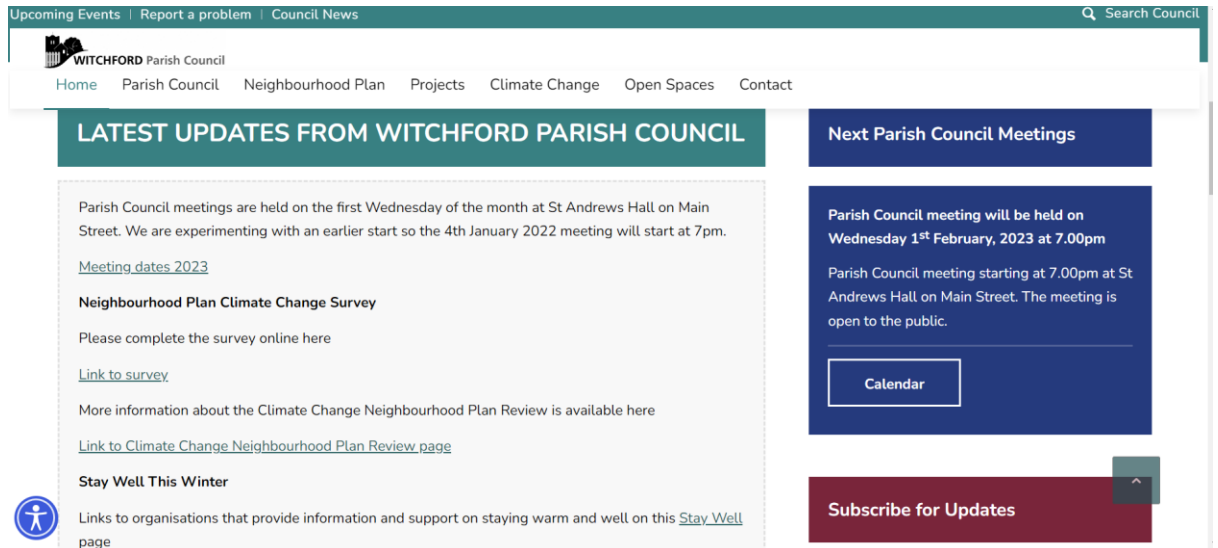 Upcoming Events | Report a problem | Council News
Search Council
WITCHFORD Parish Council
Home Parish Council Neighbourhood Plan Projects Climate Change Open Spaces Contact
LATEST UPDATES FROM WITCHFORD PARISH COUNCIL
Parish Council meetings are held on the first Wednesday of the month at St Andrews Hall on Main
Street. We are experimenting with an earlier start so the 4th January 2022 meeting will start at 7pm.
Meeting dates 2023
Neighbourhood Plan Climate Change Survey
Please complete the survey online here
Link to survey
More information about the Climate Change Neighbourhood Plan Review is available here
Link to Climate Change Neighbourhood Plan Review page
Stay Well This Winter
Links to organisations that provide information and support on staying warm and well on this Stay Well
page
Next Parish Council Meetings
Parish Council meeting will be held on
Wednesday 1st February, 2023 at 7.00pm
Parish Council meeting starting at 7.00pm at St
Andrews Hall on Main Street. The meeting is
open to the public.
Calendar
Subscribe for Updates